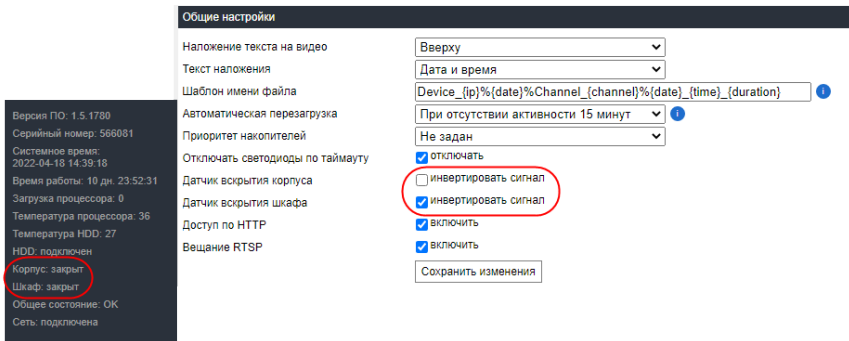 Общие настройки
Наложение текста на видео Вверху
Текст наложения Дата и время
Шаблон имени файла Device_{ip}%{date}%Channel_{channel}%{date}_{time}_{duration} i
Автоматическая перезагрузка При отсутствии активности 15 минут i
Приоритет накопителей Не задан
Отключать светодиоды по таймауту отключать
Датчик вскрытия корпуса инвертировать сигнал
Датчик вскрытия шкафа инвертировать сигнал
Доступ по HTTP включить
Вещание RTSP включить
Сохранить изменения
Версия ПО: 1.5.1780
Серийный номер: 566081
Системное время:
2022-04-18 14:39:18
Время работы: 10 дн. 23:52:31
Загрузка процессора: 0
Температура процессора: 36
Температура HDD: 27
HDD: подключен
Корпус: закрыт
Шкаф: закрыт
Общее состояние: OK
Сеть: подключена